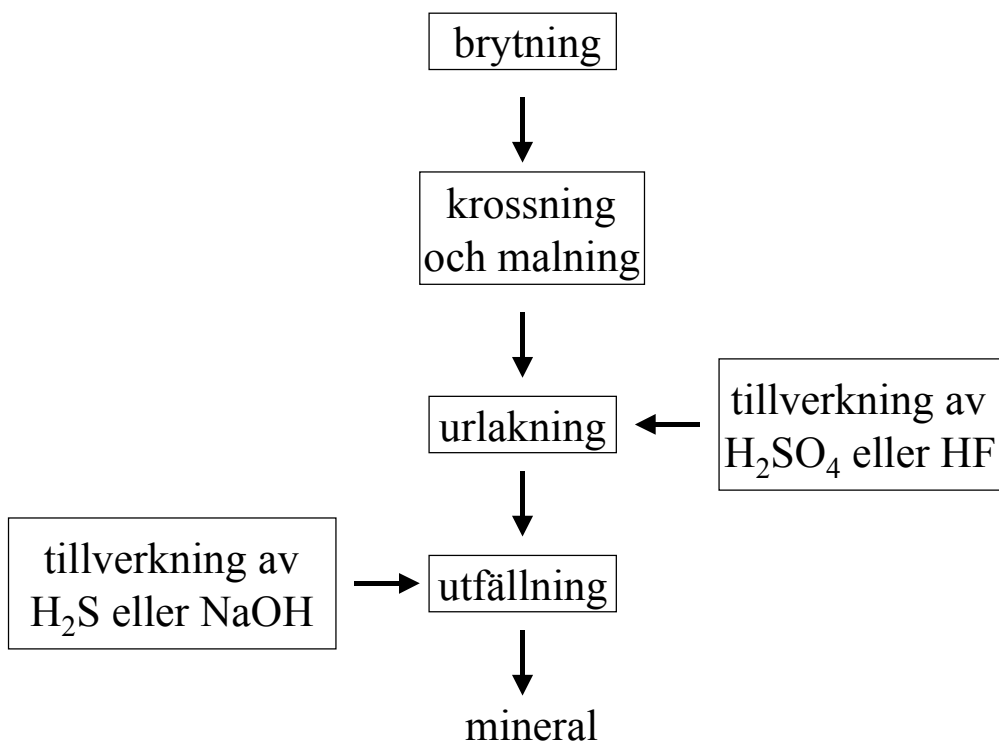 brytning
krossning
och malning
urlakning
tillverkning av
H₂SO₄ eller HF
tillverkning av
H₂S eller NaOH
utfällning
mineral